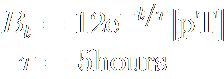 B_t = 12e^{-t/τ} [pT]
τ = 5hours